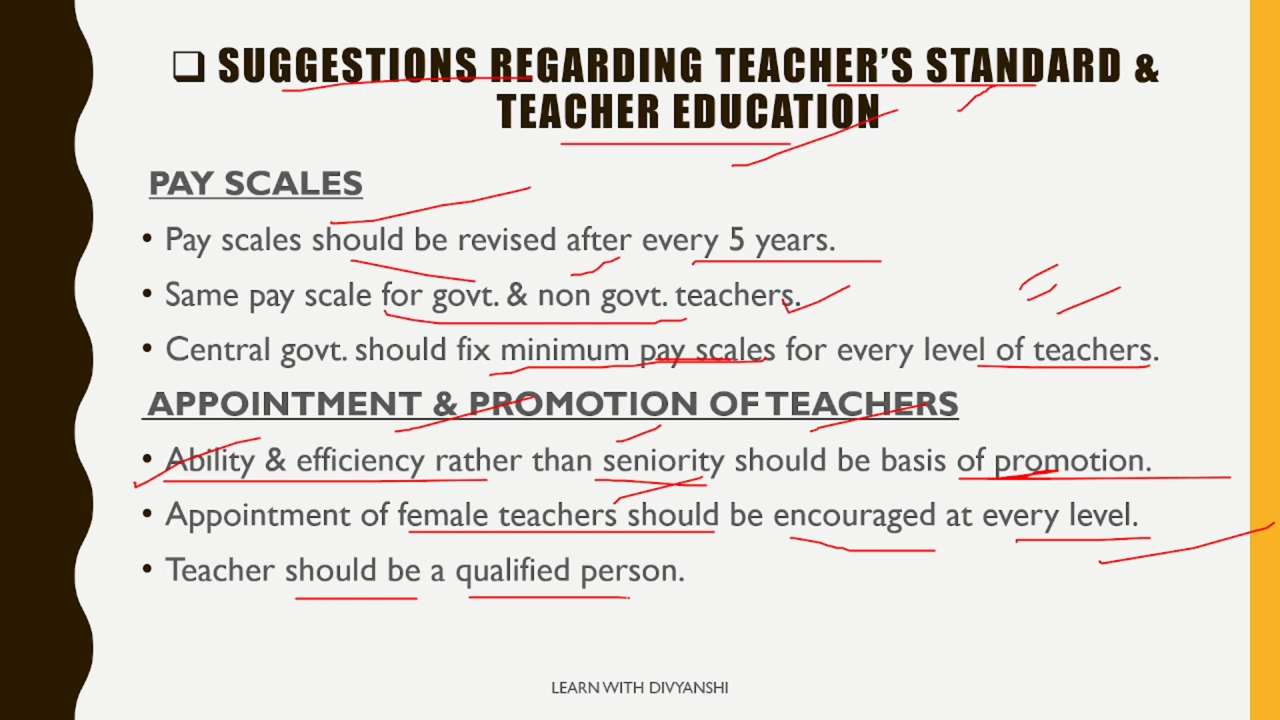 ❑ SUGGESTIONS REGARDING TEACHER'S STANDARD &
TEACHER EDUCATION
PAY SCALES
• Pay scales should be revised after every 5 years.
• Same pay scale for govt. & non govt. teachers.
• Central govt. should fix minimum pay scales for every level of teachers.
APPOINTMENT & PROMOTION OF TEACHERS
• Ability & efficiency rather than seniority should be basis of promotion.
• Appointment of female teachers should be encouraged at every level.
• Teacher should be a qualified person.
LEARN WITH DIVYANSHI